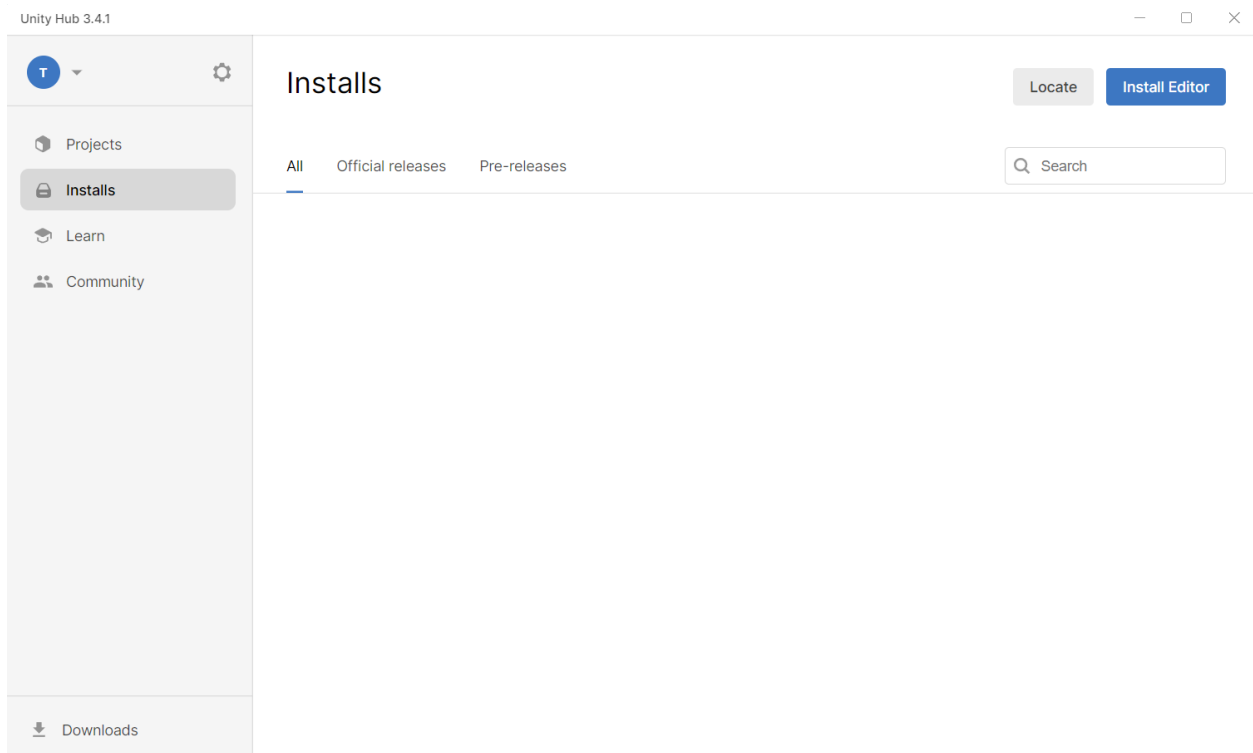 Unity Hub 3.4.1
T
Projects
Installs
Learn
Community
Downloads
Installs
Locate
Install Editor
All Official releases Pre-releases
Search